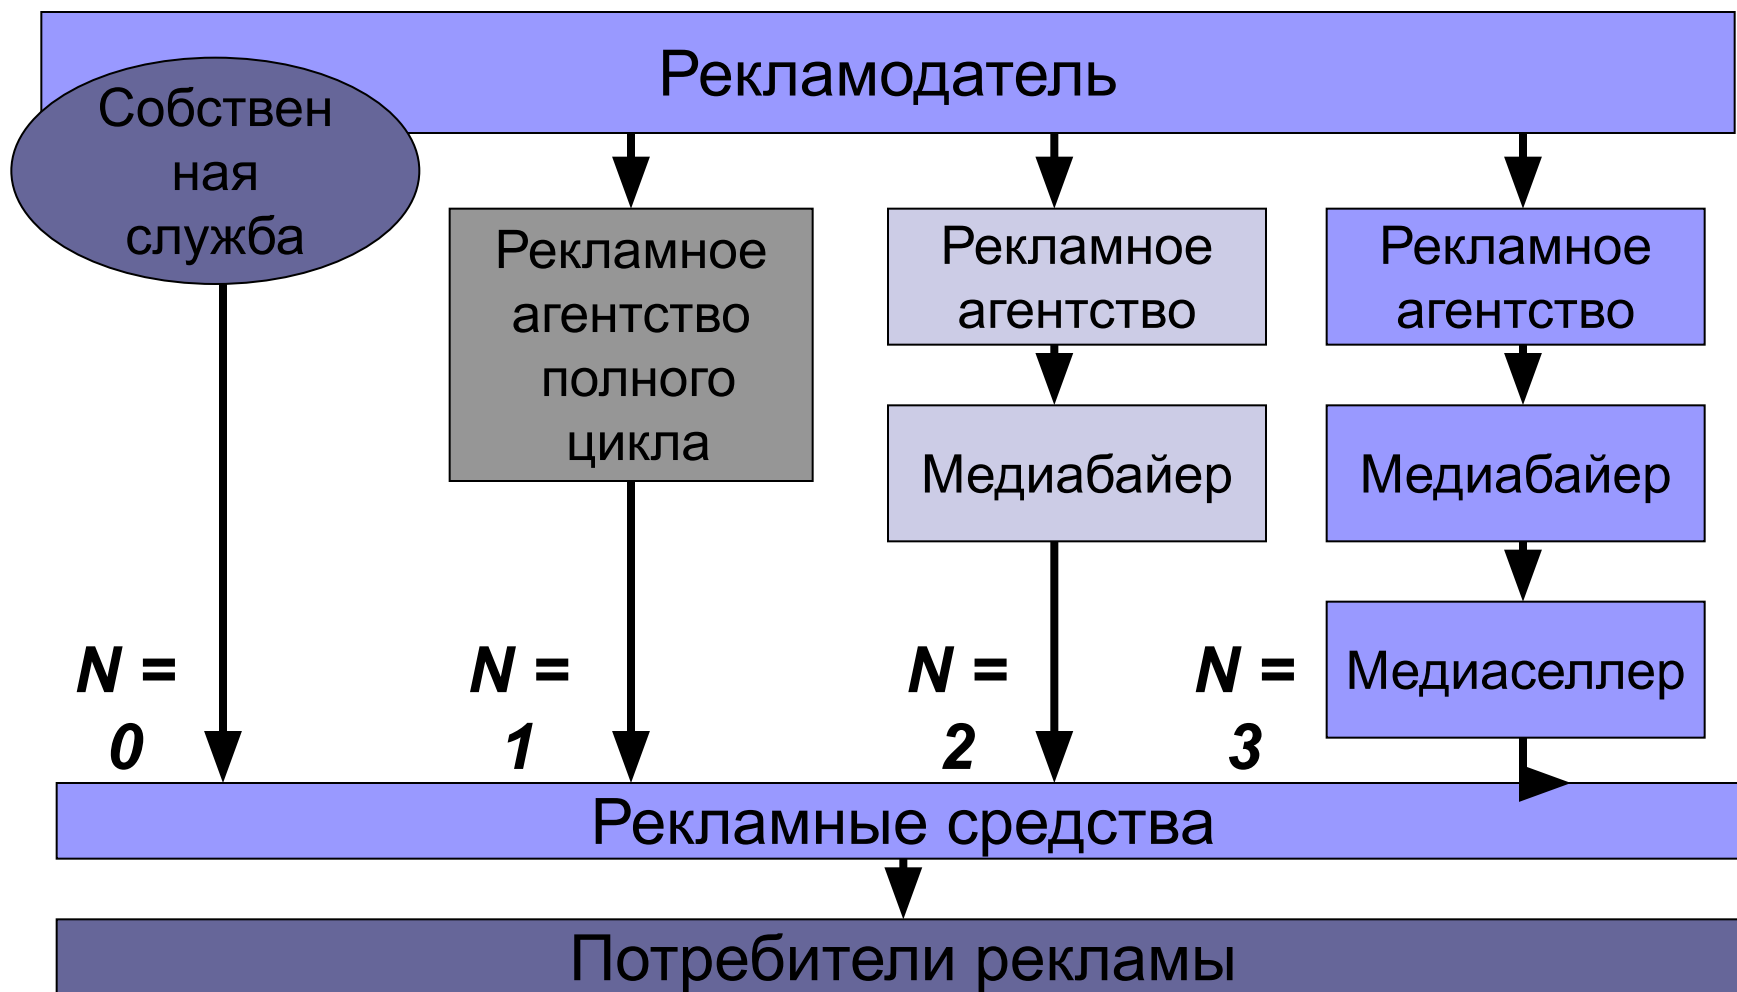 Рекламодатель
Собствен
ная
служба
Рекламное
агентство
полного
цикла
Рекламное
агентство
Рекламное
агентство
Медиабайер
Медиабайер
Медиаселлер
N =
0
N =
1
N =
2
N =
3
Рекламные средства
Потребители рекламы